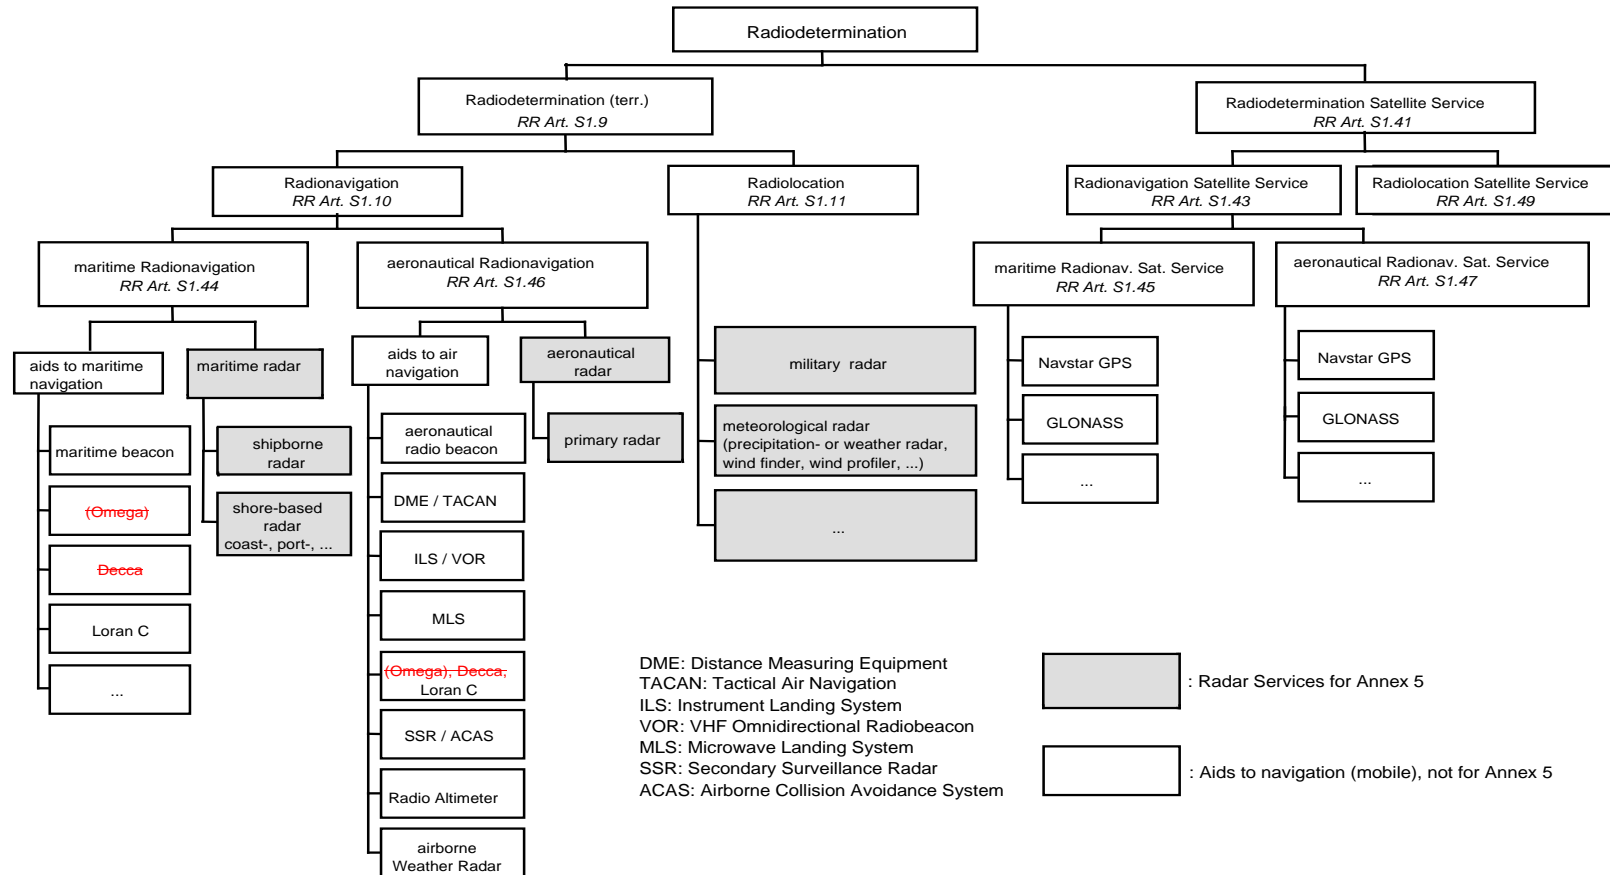 Radiodetermination
Radiodetermination (terr.)
RR Art. S1.9
Radiodetermination Satellite Service
RR Art. S1.41
Radionavigation
RR Art. S1.10
Radiolocation
RR Art. S1.11
Radionavigation Satellite Service
RR Art. S1.43
Radiolocation Satellite Service
RR Art. S1.49
maritime Radionavigation
RR Art. S1.44
aeronautical Radionavigation
RR Art. S1.46
maritime Radionav. Sat. Service
RR Art. S1.45
aeronautical Radionav. Sat. Service
RR Art. S1.47
aids to maritime
navigation
maritime radar
aids to air
navigation
aeronautical
radar
maritime beacon
(Omega)
Decca
Loran C
...
shipborne
radar
shore-based
radar
coast-, port-, ...
aeronautical
radio beacon
DME / TACAN
ILS / VOR
MLS
(Omega), Decca,
Loran C
SSR / ACAS
Radio Altimeter
airborne
Weather Radar
primary radar
military radar
meteorological radar
(precipitation- or weather radar,
wind finder, wind profiler, ...)
...
Navstar GPS
GLONASS
...
Navstar GPS
GLONASS
...
DME: Distance Measuring Equipment
TACAN: Tactical Air Navigation
ILS: Instrument Landing System
VOR: VHF Omnidirectional Radiobeacon
MLS: Microwave Landing System
SSR: Secondary Surveillance Radar
ACAS: Airborne Collision Avoidance System
: Radar Services for Annex 5
: Aids to navigation (mobile), not for Annex 5